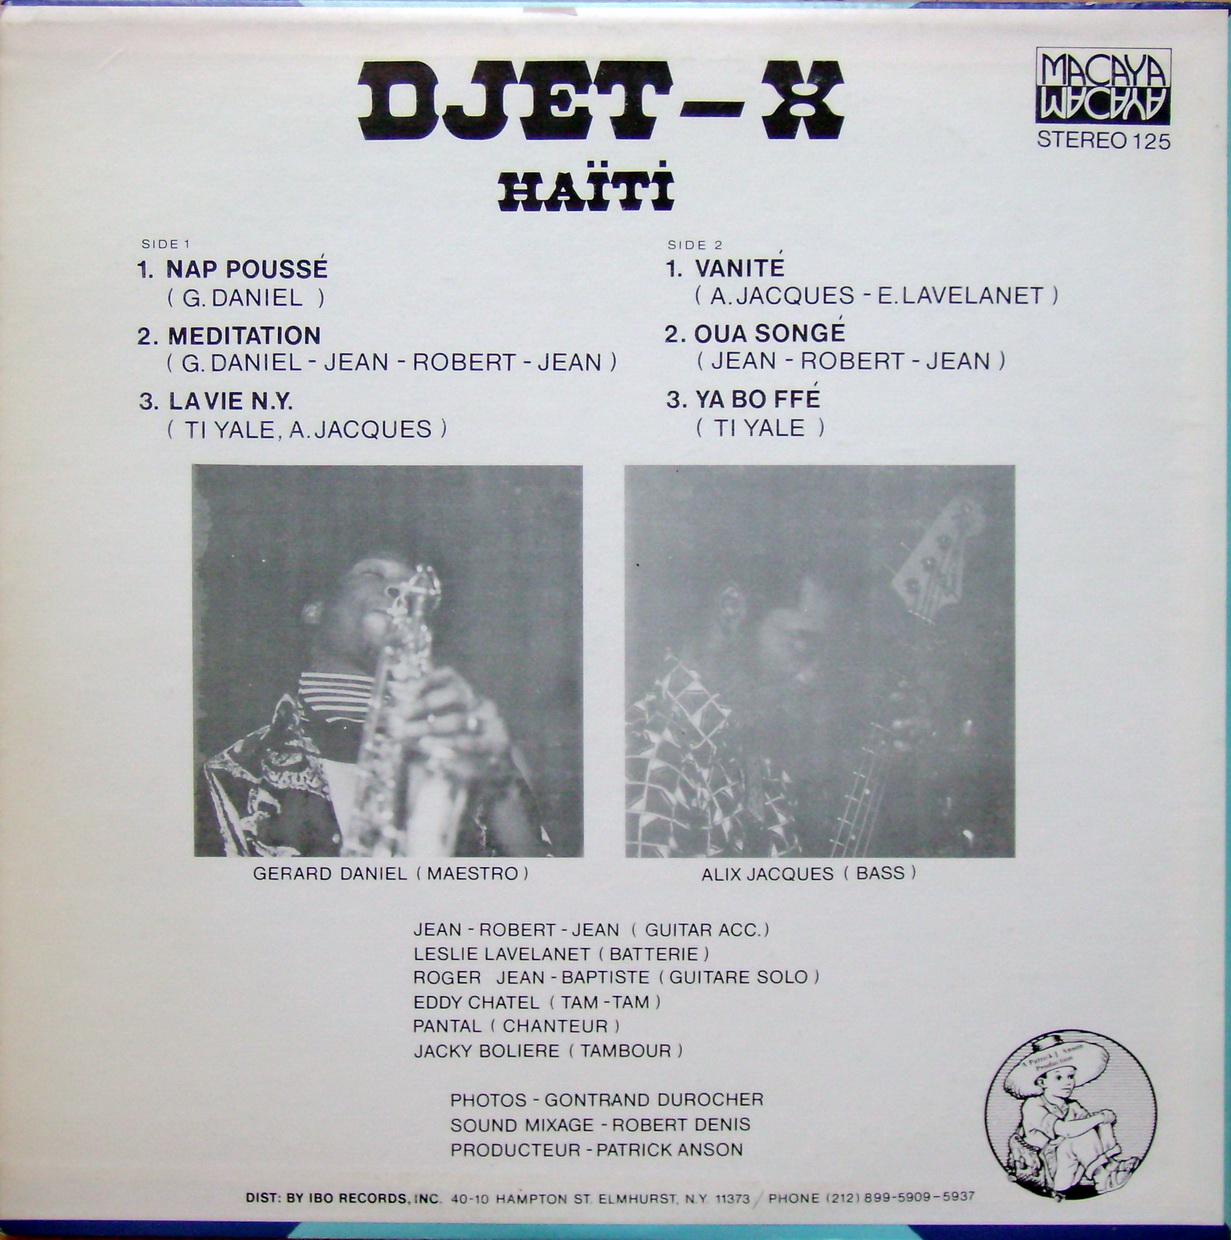 DJET-X
HAÏTI
MACAYA
MACAYA
STEREO 125
SIDE 1
1. NAP POUSSÉ
( G. DANIEL )
2. MEDITATION
( G. DANIEL - JEAN - ROBERT - JEAN )
3. LA VIE N.Y.
( TI YALE, A. JACQUES )
SIDE 2
1. VANITÉ
( A. JACQUES - E. LAVELANET )
2. OUA SONGÉ
( JEAN - ROBERT - JEAN )
3. YA BO FFÉ
( TI YALE )
GERARD DANIEL ( MAESTRO )
ALIX JACQUES ( BASS )
JEAN - ROBERT - JEAN ( GUITAR ACC. )
LESLIE LAVELANET ( BATTERIE )
ROGER JEAN - BAPTISTE ( GUITARE SOLO )
EDDY CHATEL ( TAM - TAM )
PANTAL ( CHANTEUR )
JACKY BOLIERE ( TAMBOUR )
PHOTOS - GONTRAND DUROCHER
SOUND MIXAGE - ROBERT DENIS
PRODUCTEUR - PATRICK ANSON
A Patrick J. Anson
Production
DIST: BY IBO RECORDS, INC. 40-10 HAMPTON ST. ELMHURST, N.Y. 11373 / PHONE (212) 899-5909-5937